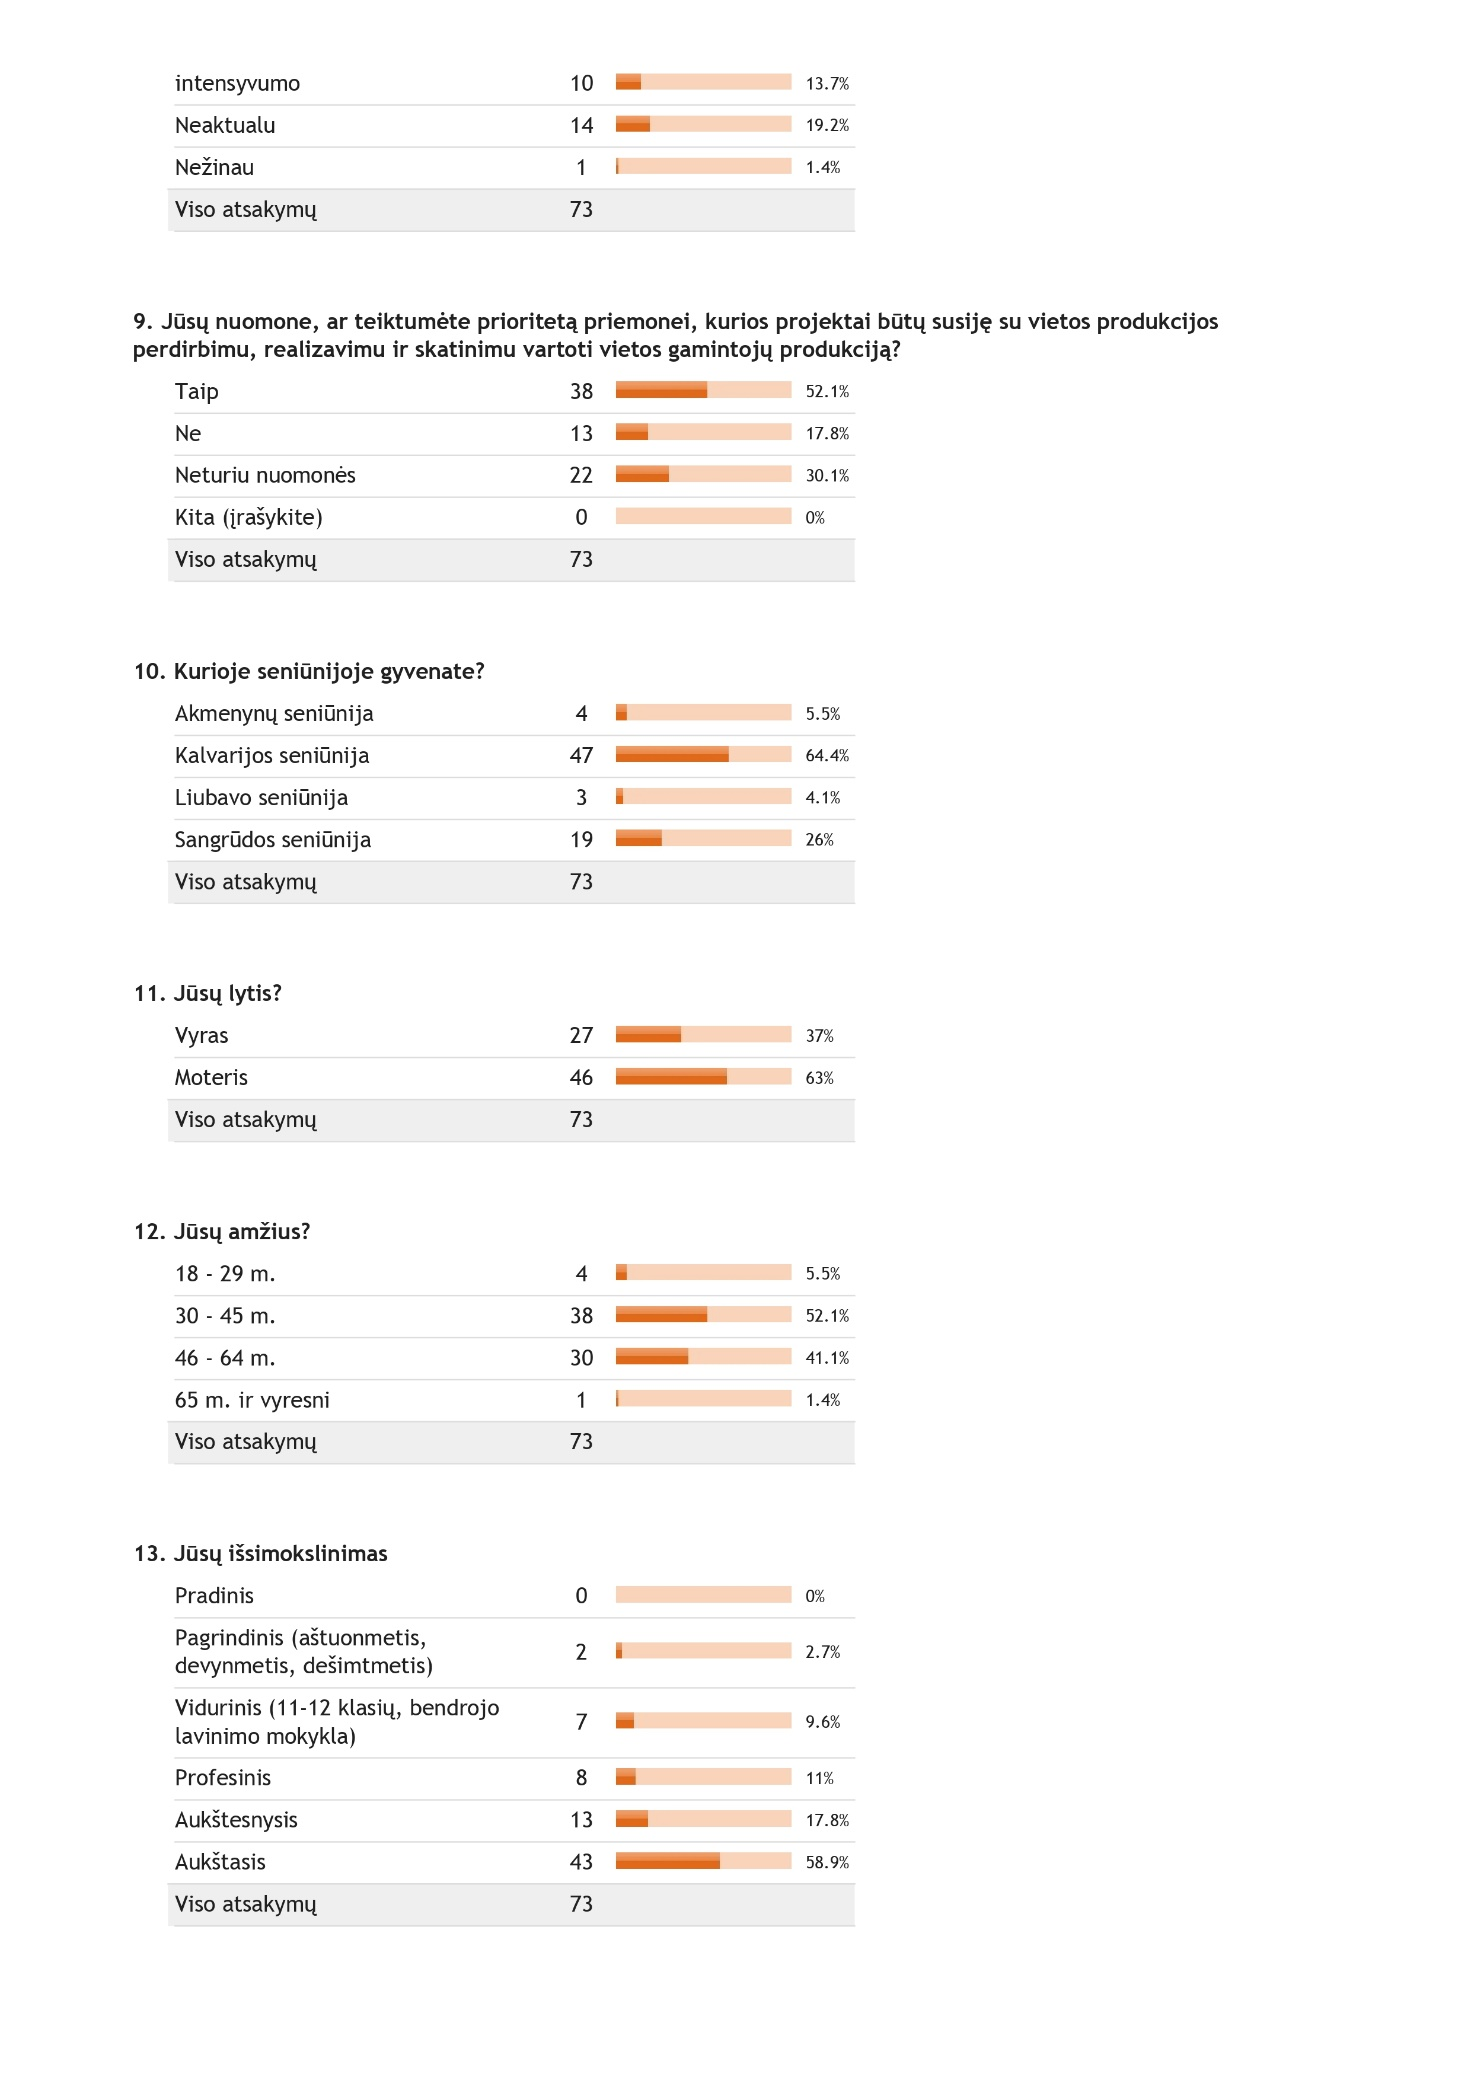 intensyvumo 10 13.7%
Neaktualu 14 19.2%
Nežinau 1 1.4%
Viso atsakymų 73
9. Jūsų nuomone, ar teiktumėte prioritetą priemonei, kurios projektai būtų susiję su vietos produkcijos
perdirbimu, realizavimu ir skatinimu vartoti vietos gamintojų produkciją?
Taip 38 52.1%
Ne 13 17.8%
Neturiu nuomonės 22 30.1%
Kita (įrašykite) 0 0%
Viso atsakymų 73
10. Kurioje seniūnijoje gyvenate?
Akmenynų seniūnija 4 5.5%
Kalvarijos seniūnija 47 64.4%
Liubavo seniūnija 3 4.1%
Sangrūdos seniūnija 19 26%
Viso atsakymų 73
11. Jūsų lytis?
Vyras 27 37%
Moteris 46 63%
Viso atsakymų 73
12. Jūsų amžius?
18 - 29 m. 4 5.5%
30 - 45 m. 38 52.1%
46 - 64 m. 30 41.1%
65 m. ir vyresni 1 1.4%
Viso atsakymų 73
13. Jūsų išsimokslinimas
Pradinis 0 0%
Pagrindinis (aštuonmetis,
devynmetis, dešimtmetis) 2 2.7%
Vidurinis (11-12 klasių, bendrojo
lavinimo mokykla) 7 9.6%
Profesinis 8 11%
Aukštesnysis 13 17.8%
Aukštasis 43 58.9%
Viso atsakymų 73